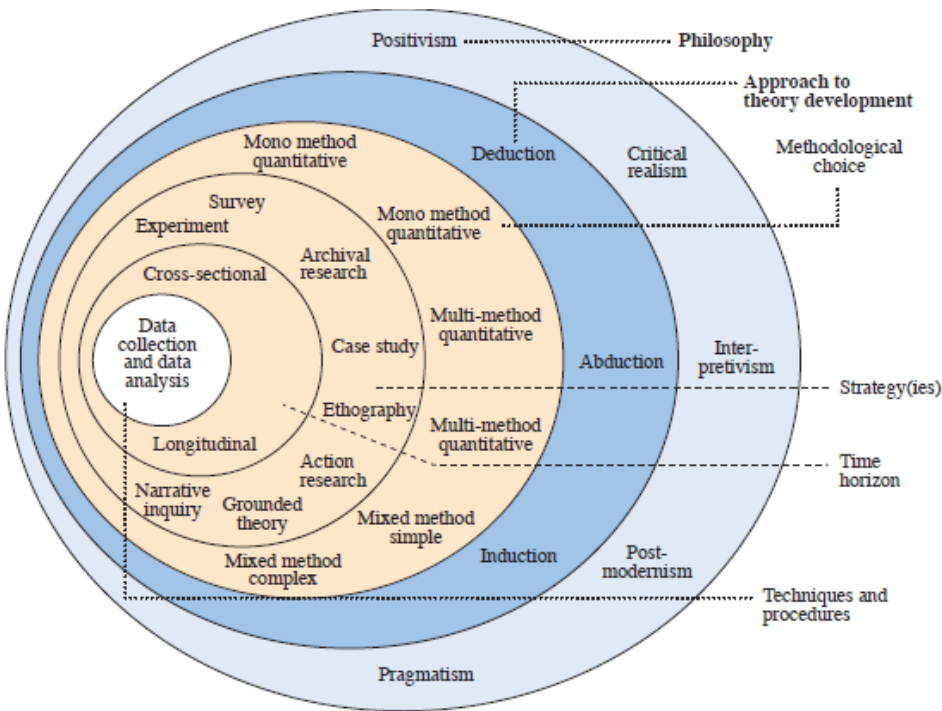 Positivism
Philosophy
Approach to
theory development
Mono method
quantitative
Deduction
Critical
realism
Methodological
choice
Survey
Experiment
Mono method
quantitative
Archival
research
Cross-sectional
Data
collection
and data
analysis
Case study
Multi-method
quantitative
Abduction
Inter-
pretivism
Strategy(ies)
Ethography
Multi-method
quantitative
Longitudinal
Action
research
Time
horizon
Narrative
inquiry
Grounded
theory
Mixed method
simple
Mixed method
complex
Induction
Post-
modernism
Techniques and
procedures
Pragmatism